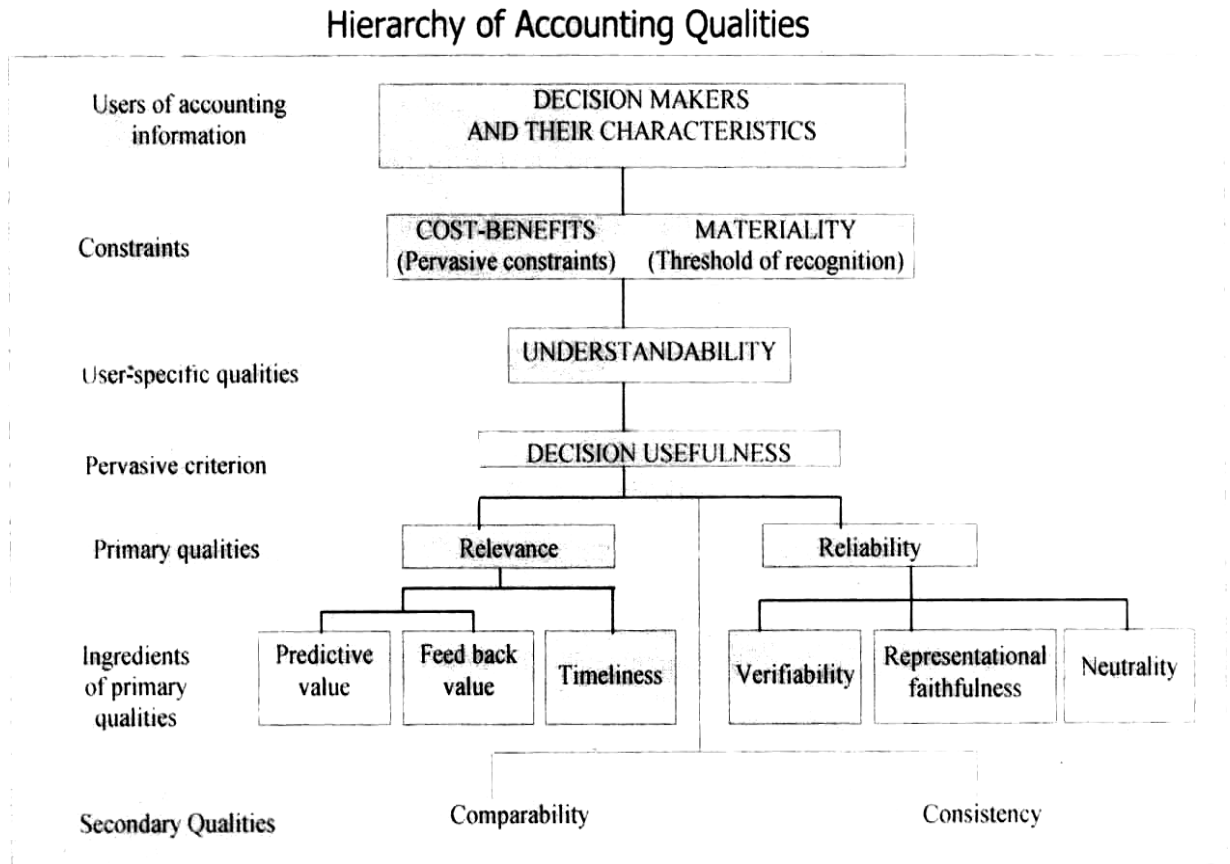 Hierarchy of Accounting Qualities
Users of accounting
information
DECISION MAKERS
AND THEIR CHARACTERISTICS
Constraints
COST-BENEFITS
(Pervasive constraints)
MATERIALITY
(Threshold of recognition)
User-specific qualities
UNDERSTANDABILITY
Pervasive criterion
DECISION USEFULNESS
Primary qualities
Relevance
Reliability
Ingredients
of primary
qualities
Predictive
value
Feed back
value
Timeliness
Verifiability
Representational
faithfulness
Neutrality
Secondary Qualities
Comparability
Consistency